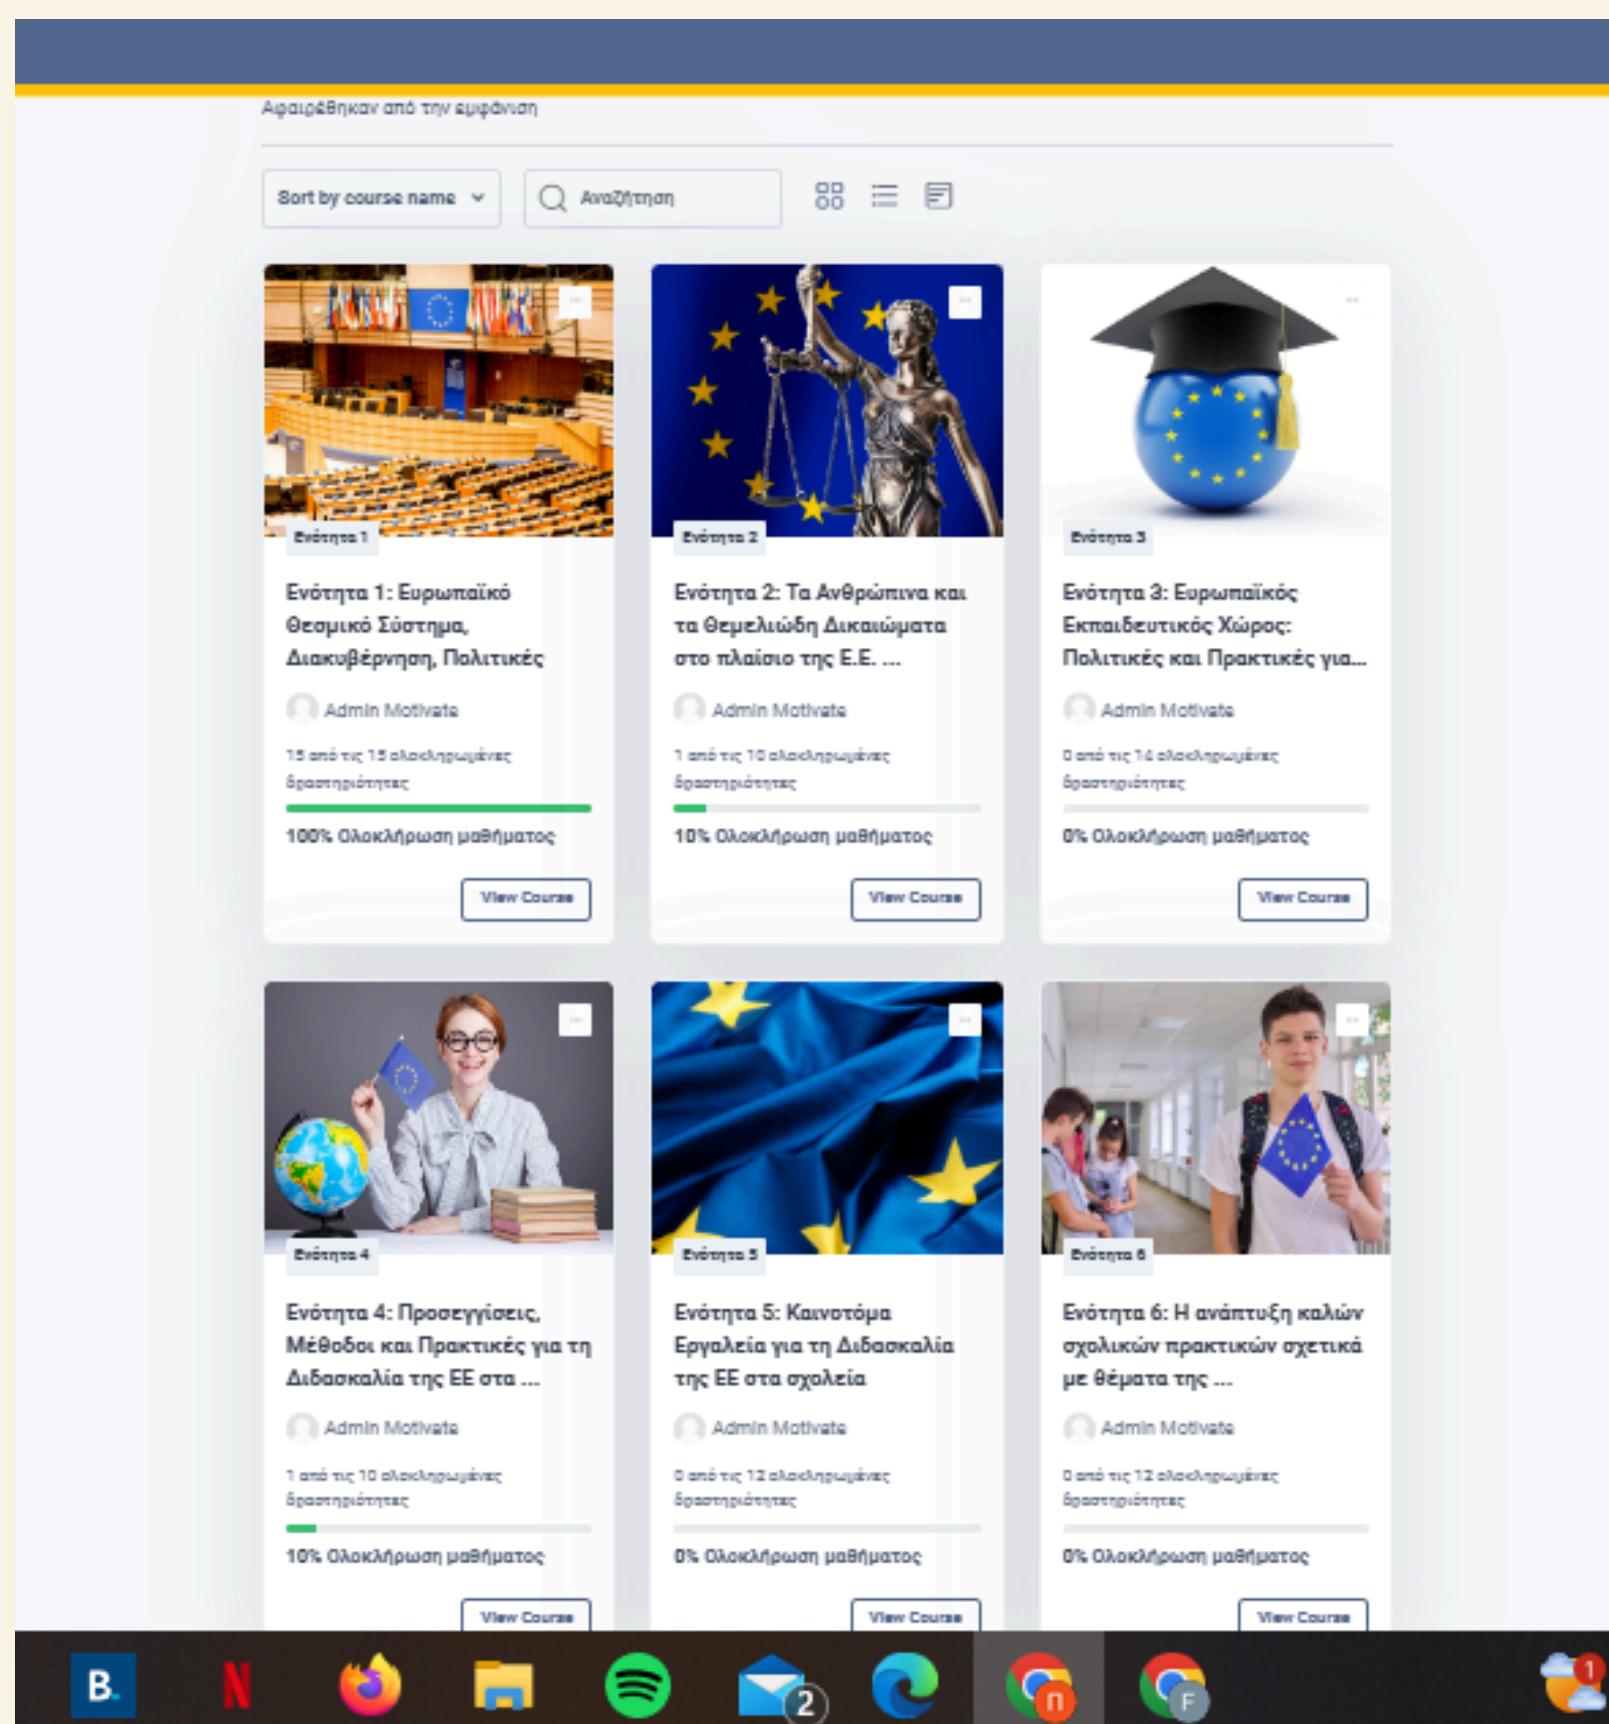 Αφαιρέθηκαν από την εμφάνιση
Sort by course name
Αναζήτηση
Ενότητα 1
Ενότητα 1: Ευρωπαϊκό
Θεσμικό Σύστημα,
Διακυβέρνηση, Πολιτικές
Admin Motivate
15 από τις 15 ολοκληρωμένες
δραστηριότητες
100% Ολοκλήρωση μαθήματος
View Course
Ενότητα 2
Ενότητα 2: Τα Ανθρώπινα και
τα Θεμελιώδη Δικαιώματα
στο πλαίσιο της Ε.Ε. ...
Admin Motivate
1 από τις 10 ολοκληρωμένες
δραστηριότητες
10% Ολοκλήρωση μαθήματος
View Course
Ενότητα 3
Ενότητα 3: Ευρωπαϊκός
Εκπαιδευτικός Χώρος:
Πολιτικές και Πρακτικές για...
Admin Motivate
0 από τις 14 ολοκληρωμένες
δραστηριότητες
0% Ολοκλήρωση μαθήματος
View Course
Ενότητα 4
Ενότητα 4: Προσεγγίσεις,
Μέθοδοι και Πρακτικές για τη
Διδασκαλία της ΕΕ στα ...
Admin Motivate
1 από τις 10 ολοκληρωμένες
δραστηριότητες
10% Ολοκλήρωση μαθήματος
View Course
Ενότητα 5
Ενότητα 5: Καινοτόμα
Εργαλεία για τη Διδασκαλία
της ΕΕ στα σχολεία
Admin Motivate
0 από τις 12 ολοκληρωμένες
δραστηριότητες
0% Ολοκλήρωση μαθήματος
View Course
Ενότητα 6
Ενότητα 6: Η ανάπτυξη καλών
σχολικών πρακτικών σχετικά
με θέματα της ...
Admin Motivate
0 από τις 12 ολοκληρωμένες
δραστηριότητες
0% Ολοκλήρωση μαθήματος
View Course
B.
N
2
Π
F
1